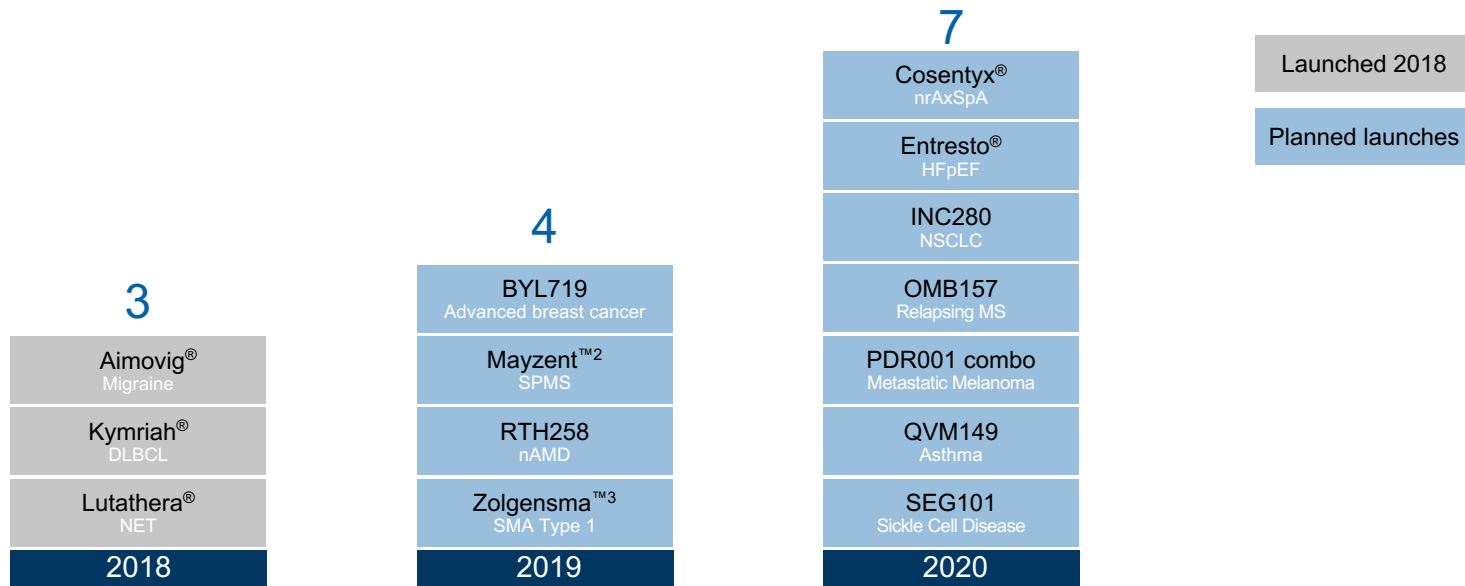 3
Aimovig®
Migraine
Kymriah®
DLBCL
Lutathera®
NET
2018
4
BYL719
Advanced breast cancer
Mayzent™2
SPMS
RTH258
nAMD
Zolgensma™3
SMA Type 1
2019
7
Cosentyx®
nrAxSpA
Entresto®
HFpEF
INC280
NSCLC
OMB157
Relapsing MS
PDR001 combo
Metastatic Melanoma
QVM149
Asthma
SEG101
Sickle Cell Disease
2020
Launched 2018
Planned launches